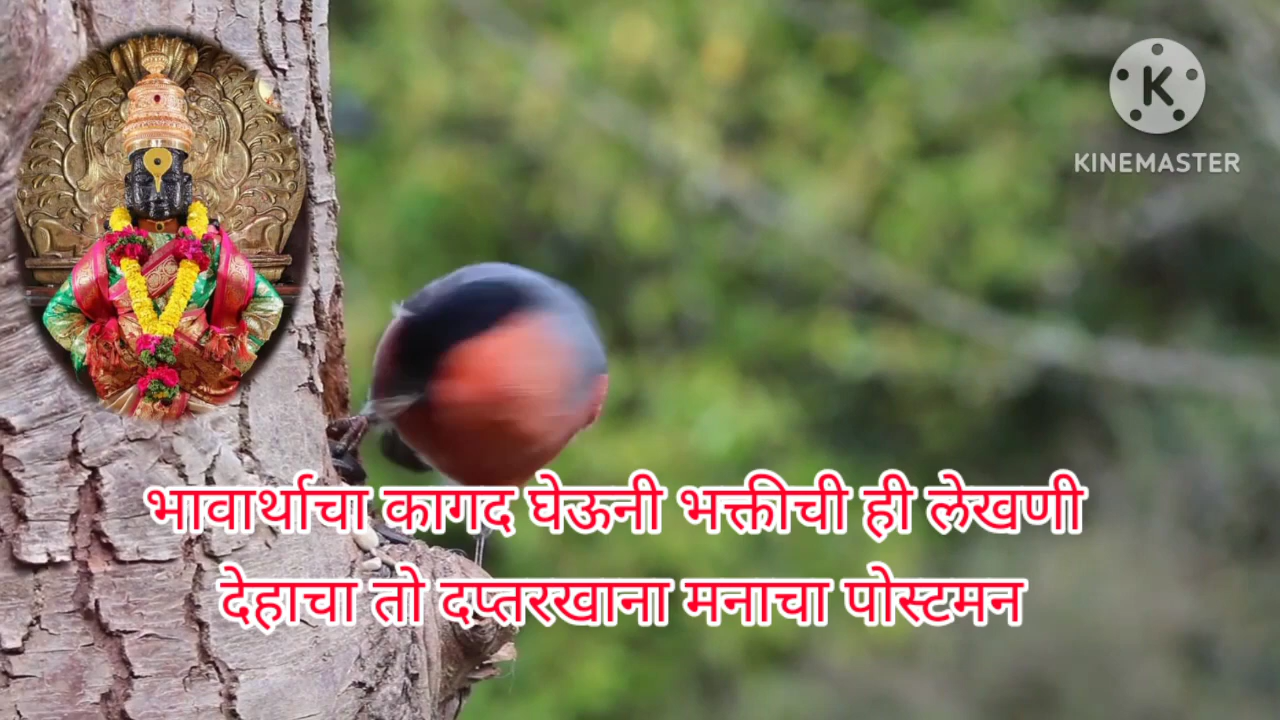 K
KINEMASTER
भावार्थाचा कागद घेऊनी भक्तीची ही लेखणी
देहाचा तो दप्तरखाना मनाचा पोस्टमन